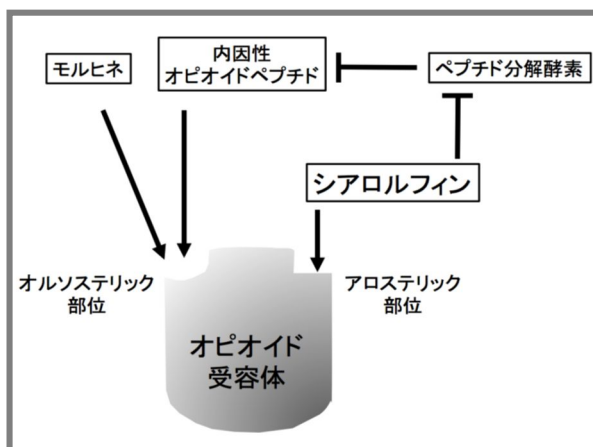 内因性
オピオイドペプチド
モルヒネ
ペプチド分解酵素
シアロルフィン
オルソステリック
部位
アロステリック
部位
オピオイド
受容体